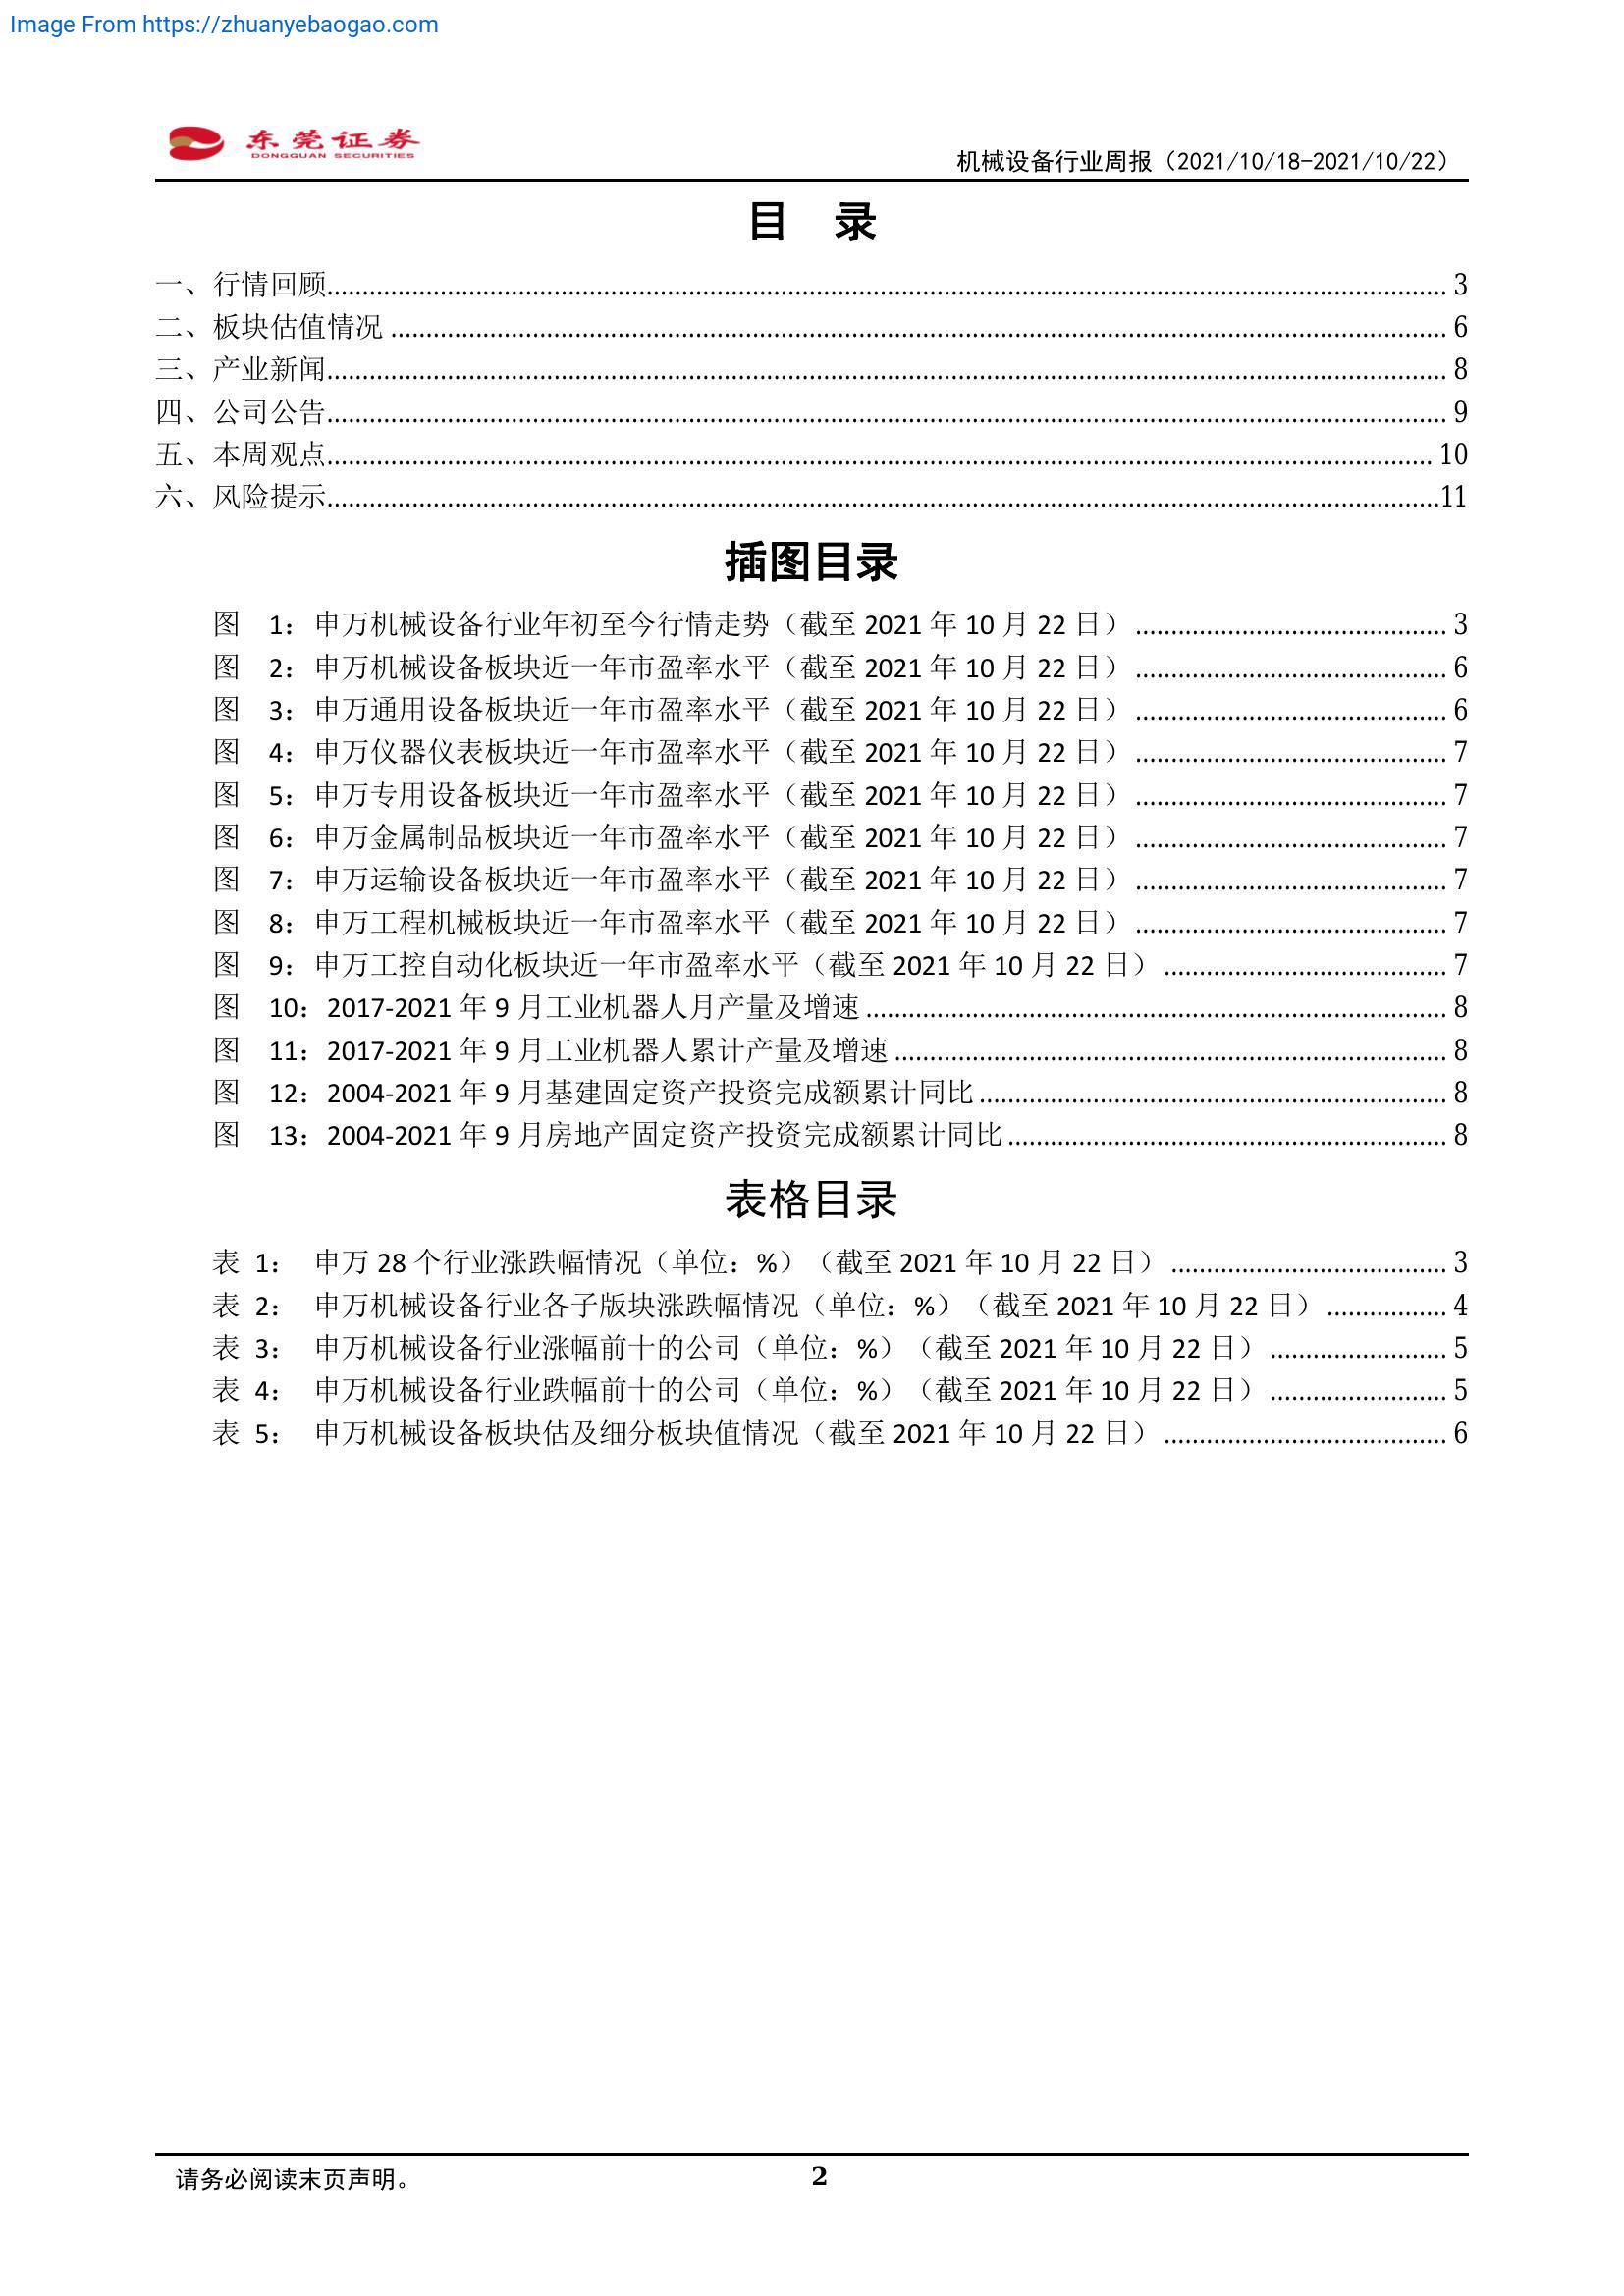 Image From https://zhuanyebaogao.com
东莞证券
DONGGUAN SECURITIES
机械设备行业周报（2021/10/18-2021/10/22）
目 录
一、行情回顾 3
二、板块估值情况 6
三、产业新闻 8
四、公司公告 9
五、本周观点 10
六、风险提示 11
插图目录
图 1：申万机械设备行业年初至今行情走势（截至 2021 年 10 月 22 日） 3
图 2：申万机械设备板块近一年市盈率水平（截至 2021 年 10 月 22 日） 6
图 3：申万通用设备板块近一年市盈率水平（截至 2021 年 10 月 22 日） 6
图 4：申万仪器仪表板块近一年市盈率水平（截至 2021 年 10 月 22 日） 7
图 5：申万专用设备板块近一年市盈率水平（截至 2021 年 10 月 22 日） 7
图 6：申万金属制品板块近一年市盈率水平（截至 2021 年 10 月 22 日） 7
图 7：申万运输设备板块近一年市盈率水平（截至 2021 年 10 月 22 日） 7
图 8：申万工程机械板块近一年市盈率水平（截至 2021 年 10 月 22 日） 7
图 9：申万工控自动化板块近一年市盈率水平（截至 2021 年 10 月 22 日） 7
图 10：2017-2021 年 9 月工业机器人月产量及增速 8
图 11：2017-2021 年 9 月工业机器人累计产量及增速 8
图 12：2004-2021 年 9 月基建固定资产投资完成额累计同比 8
图 13：2004-2021 年 9 月房地产固定资产投资完成额累计同比 8
表格目录
表 1： 申万 28 个行业涨跌幅情况（单位：%）（截至 2021 年 10 月 22 日） 3
表 2： 申万机械设备行业各子版块涨跌幅情况（单位：%）（截至 2021 年 10 月 22 日） 4
表 3： 申万机械设备行业涨幅前十的公司（单位：%）（截至 2021 年 10 月 22 日） 5
表 4： 申万机械设备行业跌幅前十的公司（单位：%）（截至 2021 年 10 月 22 日） 5
表 5： 申万机械设备板块估及细分板块值情况（截至 2021 年 10 月 22 日） 6
请务必阅读末页声明。
2